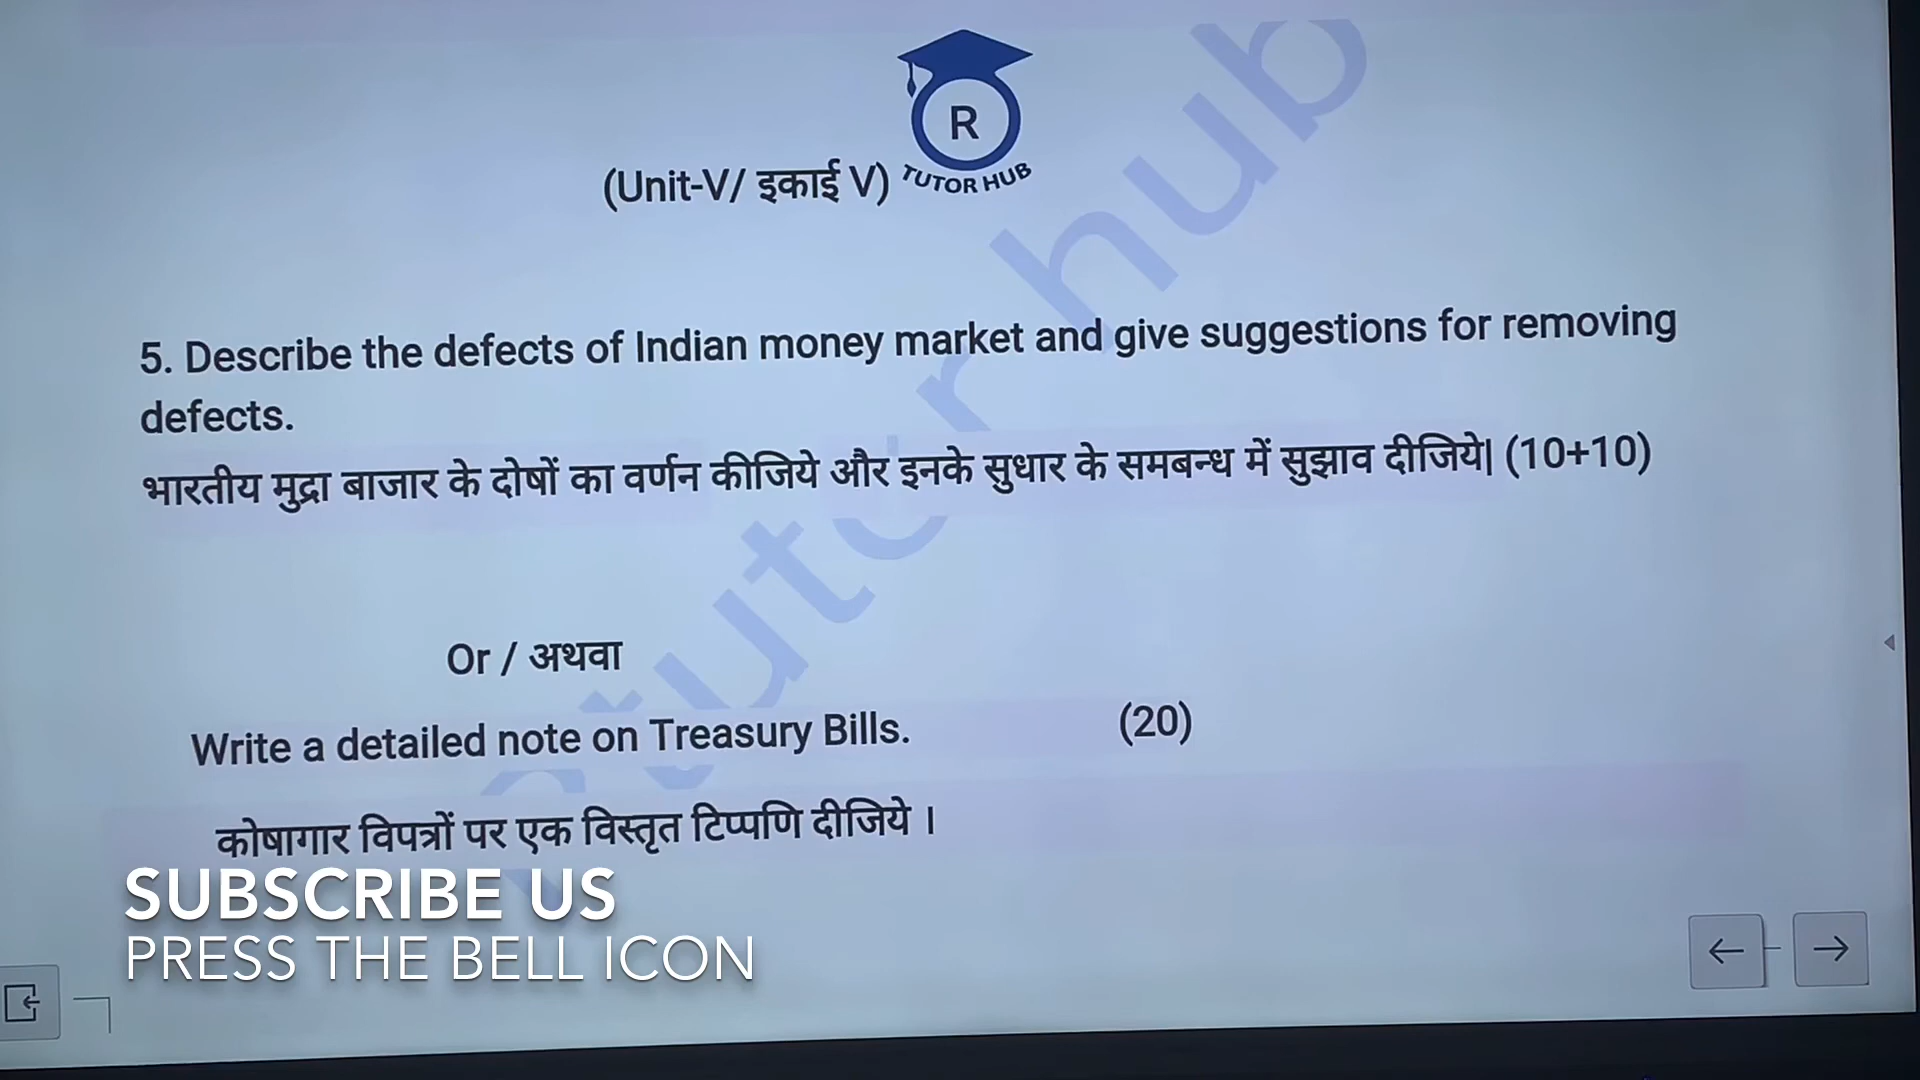 R
TUTOR HUB
(Unit-V/ इकाई V)
5. Describe the defects of Indian money market and give suggestions for removing
defects.
भारतीय मुद्रा बाजार के दोषों का वर्णन कीजिये और इनके सुधार के समबन्ध में सुझाव दीजिये| (10+10)
Or / अथवा
Write a detailed note on Treasury Bills. (20)
कोषागार विपत्रों पर एक विस्तृत टिप्पणि दीजिये ।
R tutor hub
SUBSCRIBE US
PRESS THE BELL ICON